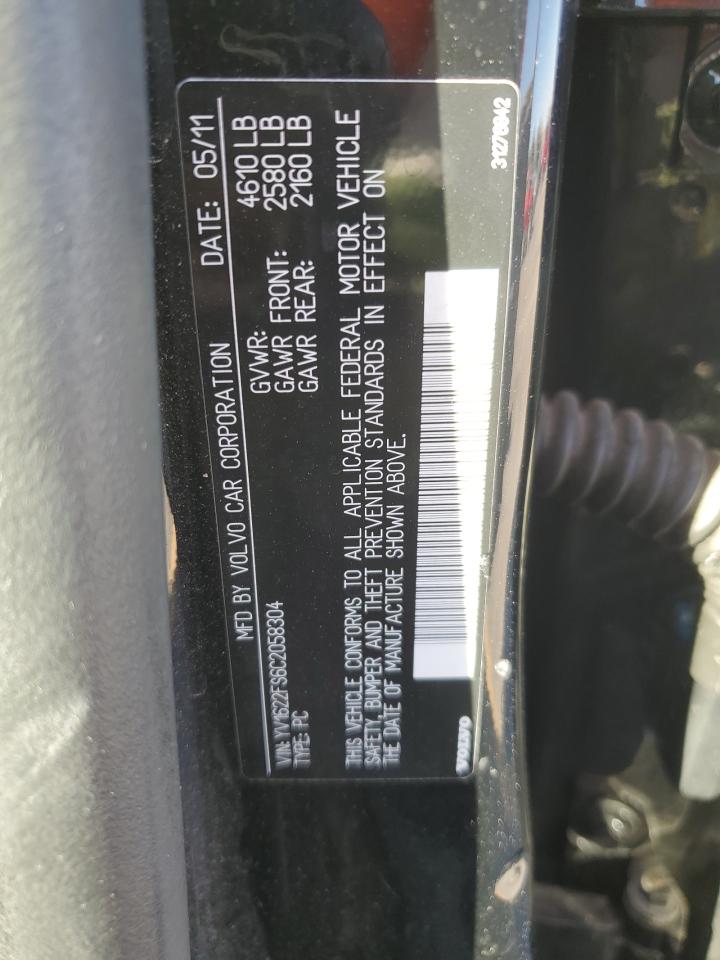 MFD BY VOLVO CAR CORPORATION DATE: 05/11
GVWR: 4610 LB
GAWR FRONT: 2580 LB
GAWR REAR: 2160 LB
VIN: YV1622FS6C2058304
TYPE: PC
THIS VEHICLE CONFORMS TO ALL APPLICABLE FEDERAL MOTOR VEHICLE
SAFETY, BUMPER AND THEFT PREVENTION STANDARDS IN EFFECT ON
THE DATE OF MANUFACTURE SHOWN ABOVE.
VOLVO 31276942